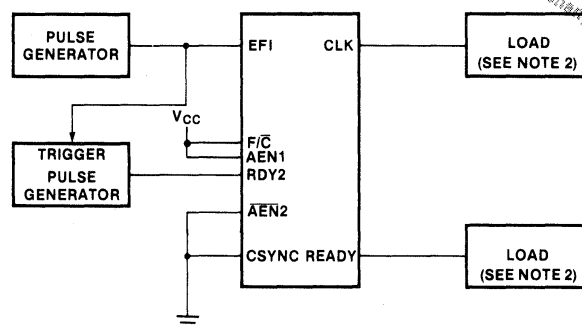 PULSE
GENERATOR
TRIGGER
PULSE
GENERATOR
VCC
EFI
F/C̅
AEN1
RDY2
A̅E̅N̅2
CSYNC
CLK
READY
LOAD
(SEE NOTE 2)
LOAD
(SEE NOTE 2)